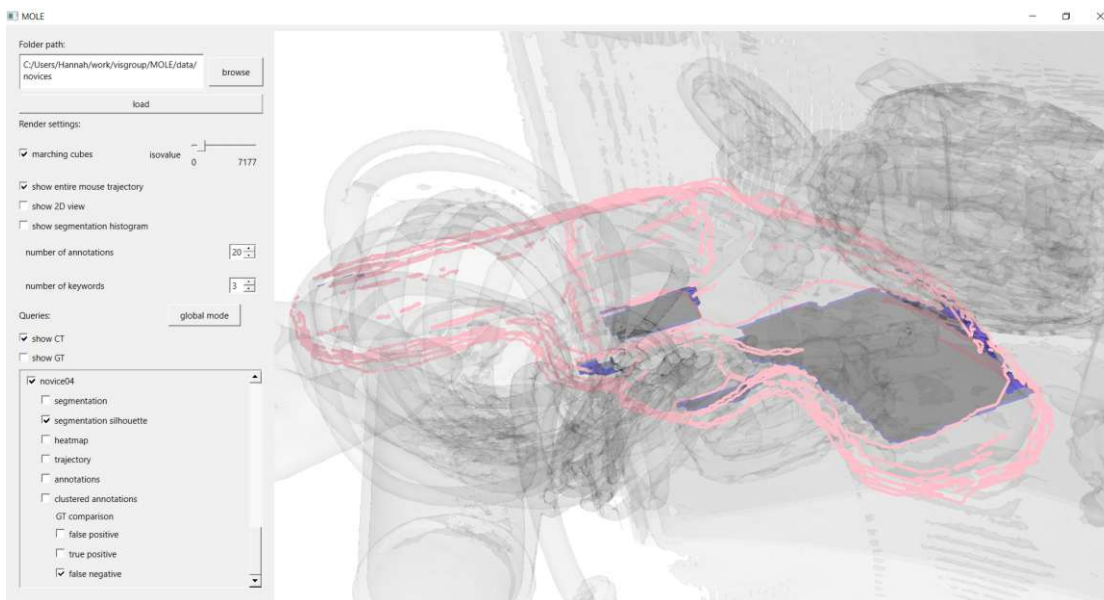 MOLE
Folder path:
C:/Users/Hannah/work/visgroup/MOLE/data/
novices
browse
load
Render settings:
marching cubes
isovalue
0
7177
show entire mouse trajectory
show 2D view
show segmentation histogram
number of annotations
20
number of keywords
3
Queries:
global mode
show CT
show GT
novice04
segmentation
segmentation silhouette
heatmap
trajectory
annotations
clustered annotations
GT comparison
false positive
true positive
false negative